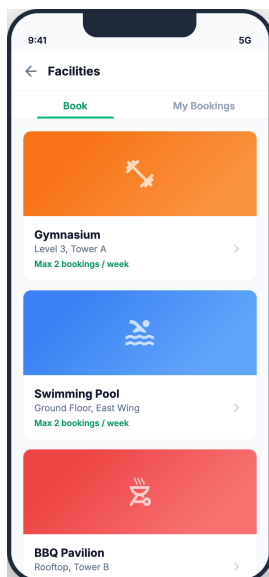 9:41 5G
Facilities
Book My Bookings
Gymnasium
Level 3, Tower A
Max 2 bookings / week
Swimming Pool
Ground Floor, East Wing
Max 2 bookings / week
BBQ Pavilion
Rooftop, Tower B